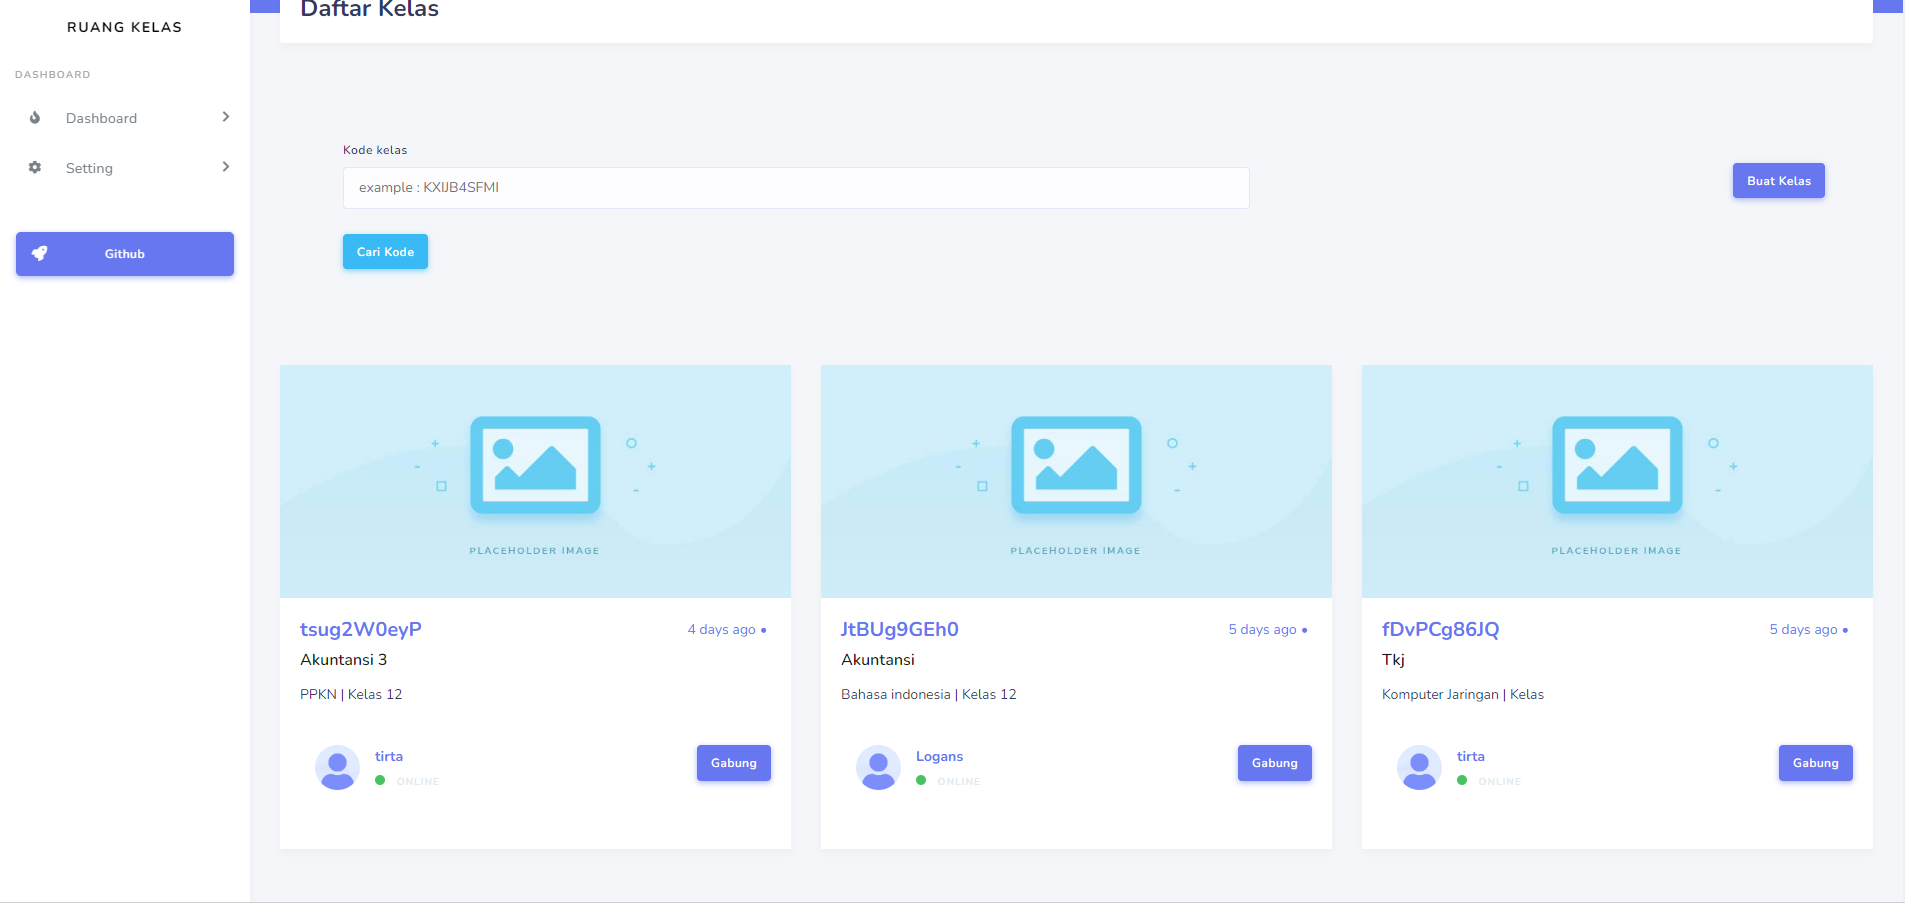 RUANG KELAS
DASHBOARD
Dashboard
Setting
Github
Daftar Kelas
Kode kelas
example : KXIJB4SFMI
Buat Kelas
Cari Kode
PLACEHOLDER IMAGE
tsug2W0eyP
4 days ago •
Akuntansi 3
PPKN | Kelas 12
tirta
ONLINE
Gabung
PLACEHOLDER IMAGE
JtBUg9GEh0
5 days ago •
Akuntansi
Bahasa indonesia | Kelas 12
Logans
ONLINE
Gabung
PLACEHOLDER IMAGE
fDvPCg86JQ
5 days ago •
Tkj
Komputer Jaringan | Kelas
tirta
ONLINE
Gabung